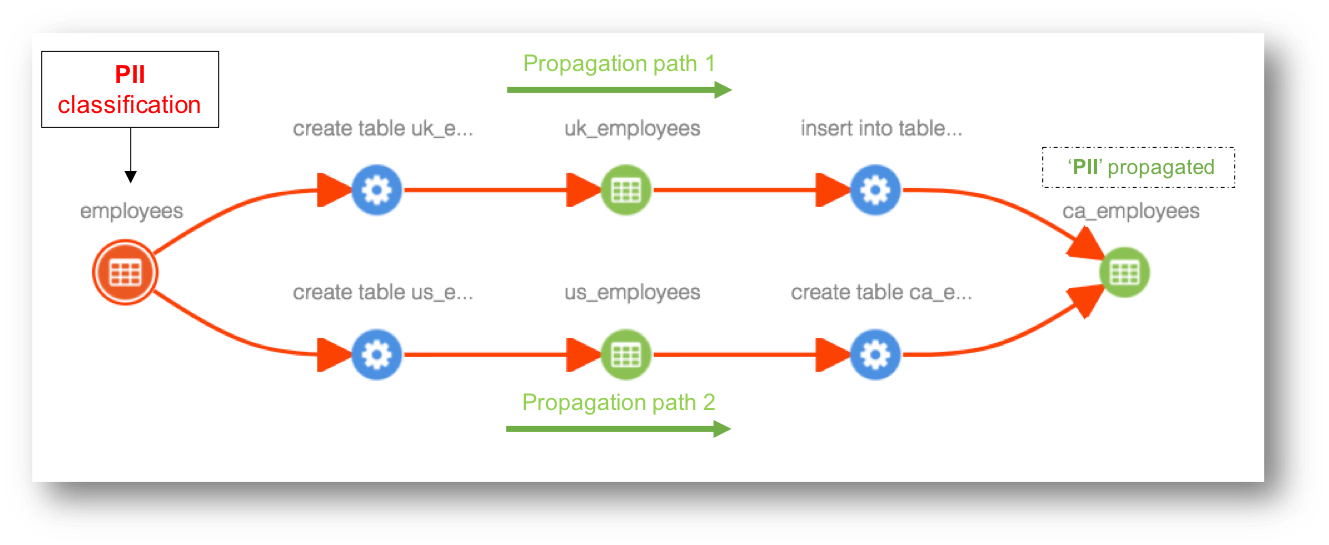 PII
classification
Propagation path 1
create table uk_e...
uk_employees
insert into table...
'PII' propagated
employees
ca_employees
create table us_e...
us_employees
create table ca_e...
Propagation path 2